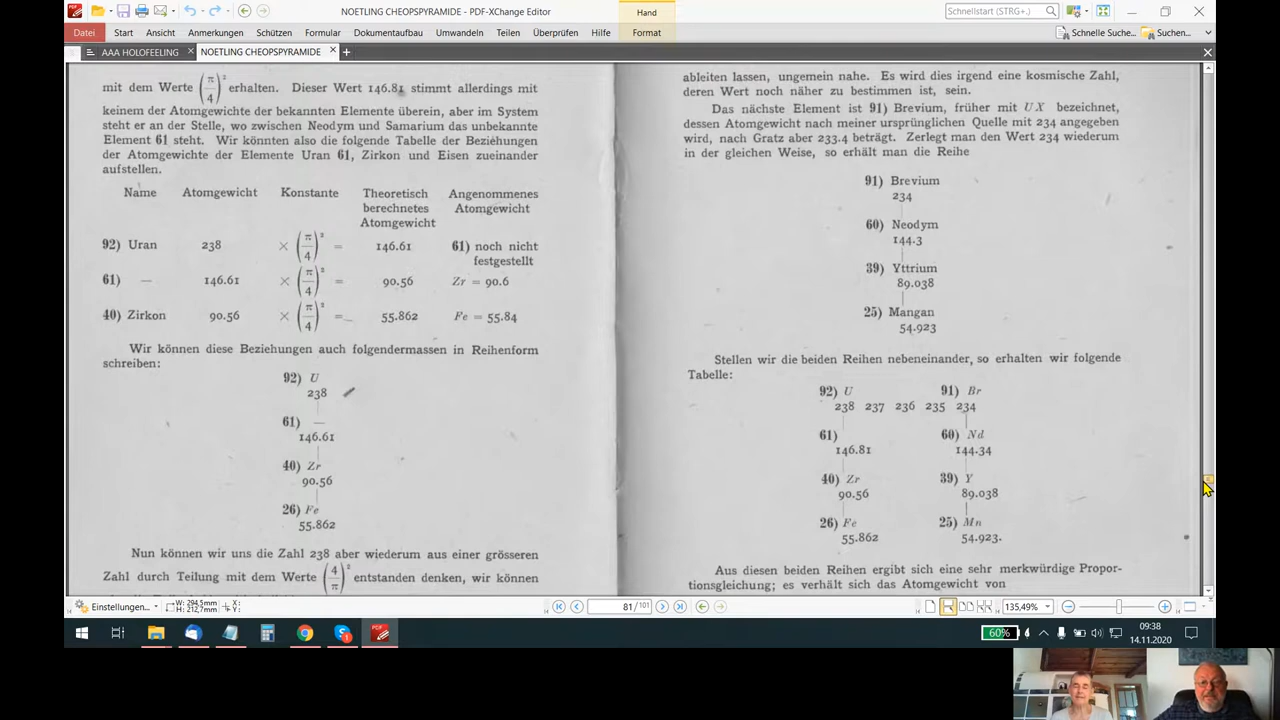 NOETLING CHEOPSPYRAMIDE - PDF-XChange Editor
Hand
Schnellstart (STRG+.)
Datei Start Ansicht Anmerkungen Schützen Formular Dokumentaufbau Umwandeln Teilen Überprüfen Hilfe Format Schnelle Suche... Suchen...
AAA HOLOFEELING × NOETLING CHEOPSPYRAMIDE × +
mit dem Werte (π/4)² erhalten. Dieser Wert 146.81 stimmt allerdings mit
keinem der Atomgewichte der bekannten Elemente überein, aber im System
steht er an der Stelle, wo zwischen Neodym und Samarium das unbekannte
Element 61 steht. Wir könnten also die folgende Tabelle der Beziehungen
der Atomgewichte der Elemente Uran 61, Zirkon und Eisen zueinander
aufstellen.
Name Atomgewicht Konstante Theoretisch berechnetes Atomgewicht Angenommenes Atomgewicht
92) Uran 238 × (π/4)² = 146.61 61) noch nicht festgestellt
61) — 146.61 × (π/4)² = 90.56 Zr = 90.6
40) Zirkon 90.56 × (π/4)² = 55.862 Fe = 55.84
Wir können diese Beziehungen auch folgendermassen in Reihenform
schreiben:
92) U
238
61) —
146.61
40) Zr
90.56
26) Fe
55.862
Nun können wir uns die Zahl 238 aber wiederum aus einer grösseren
Zahl durch Teilung mit dem Werte (4/π)² entstanden denken, wir können
ableiten lassen, ungemein nahe. Es wird dies irgend eine kosmische Zahl,
deren Wert noch näher zu bestimmen ist, sein.
Das nächste Element ist 91) Brevium, früher mit UX bezeichnet,
dessen Atomgewicht nach meiner ursprünglichen Quelle mit 234 angegeben
wird, nach Gratz aber 233.4 beträgt. Zerlegt man den Wert 234 wiederum
in der gleichen Weise, so erhält man die Reihe
91) Brevium
234
60) Neodym
144.3
39) Yttrium
89.038
25) Mangan
54.923
Stellen wir die beiden Reihen nebeneinander, so erhalten wir folgende
Tabelle:
92) U 91) Br
238 237 236 235 234
61) 60) Nd
146.81 144.34
40) Zr 39) Y
90.56 89.038
26) Fe 25) Mn
55.862 54.923.
Aus diesen beiden Reihen ergibt sich eine sehr merkwürdige Propor-
tionsgleichung; es verhält sich das Atomgewicht von
Einstellungen... W: 294,5mm X:
H: 212,7mm Y:
81 /101
135,49%
60%
09:38
14.11.2020